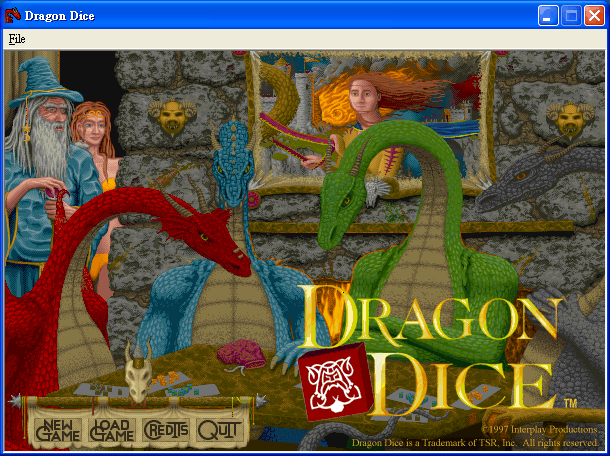 Dragon Dice
File
DRAGON
DICE
TM
NEW GAME
LOAD GAME
CREDITS
QUIT
©1997 Interplay Productions.
Dragon Dice is a Trademark of TSR, Inc. All rights reserved.